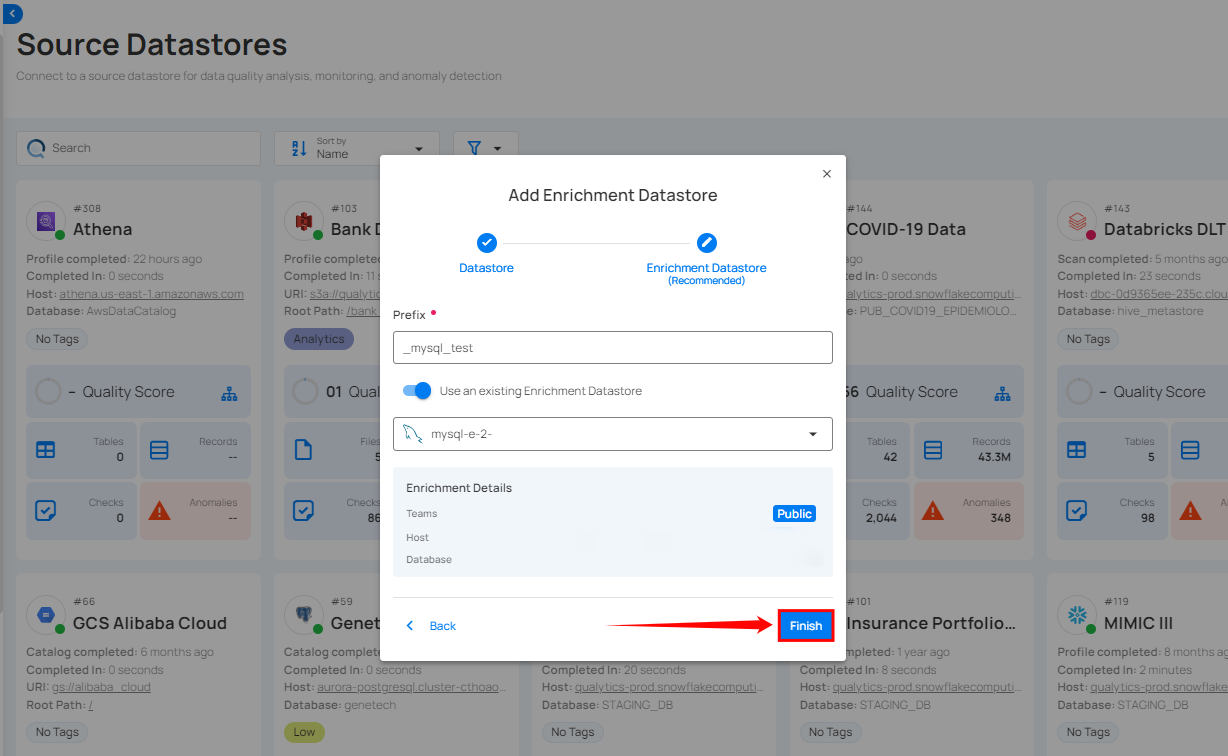 Source Datastores
Connect to a source datastore for data quality analysis, monitoring, and anomaly detection
Search
Sort by
Name
Add Enrichment Datastore
Datastore
Enrichment Datastore
(Recommended)
Prefix
_mysql_test
Use an existing Enrichment Datastore
mysql-e-2-
Enrichment Details
Teams
Public
Host
Database
Back
Finish
#308
Athena
Profile completed: 22 hours ago
Completed In: 0 seconds
Host: athena.us-east-1.amazonaws.com
Database: AwsDataCatalog
No Tags
– Quality Score
Tables
0
Records
--
Checks
0
Anomalies
--
#103
Bank
Profile complete
Completed In: 11
URI: s3a://qualytic
Root Path: /bank
Analytics
01 Qual
Files
5
Checks
86
#144
COVID-19 Data
ago
ed In: 0 seconds
alytics-prod.snowflakecomputi...
e: PUB_COVID19_EPIDEMIOLO...
56 Quality Score
Tables
42
Records
43.3M
Checks
2,044
Anomalies
348
#143
Databricks DLT
Scan completed: 5 months ago
Completed In: 23 seconds
Host: dbc-0d9365ee-235c.clou
Database: hive_metastore
No Tags
– Quality Score
Tables
5
Checks
98
#66
GCS Alibaba Cloud
Catalog completed: 6 months ago
Completed In: 0 seconds
URI: gs://alibaba_cloud
Root Path: /
No Tags
#59
Genet
Catalog complete
Completed In: 0 seconds
Host: aurora-postgresql.cluster-cthoao...
Database: genetech
Low
Completed In: 20 seconds
Host: qualytics-prod.snowflakecomputi...
Database: STAGING_DB
No Tags
#101
Insurance Portfolio...
mpleted: 1 year ago
Completed In: 8 seconds
Host: qualytics-prod.snowflakecomputi...
Database: STAGING_DB
No Tags
#119
MIMIC III
Profile completed: 8 months ag
Completed In: 2 minutes
Host: qualytics-prod.snowflake
Database: STAGING_DB
No Tags